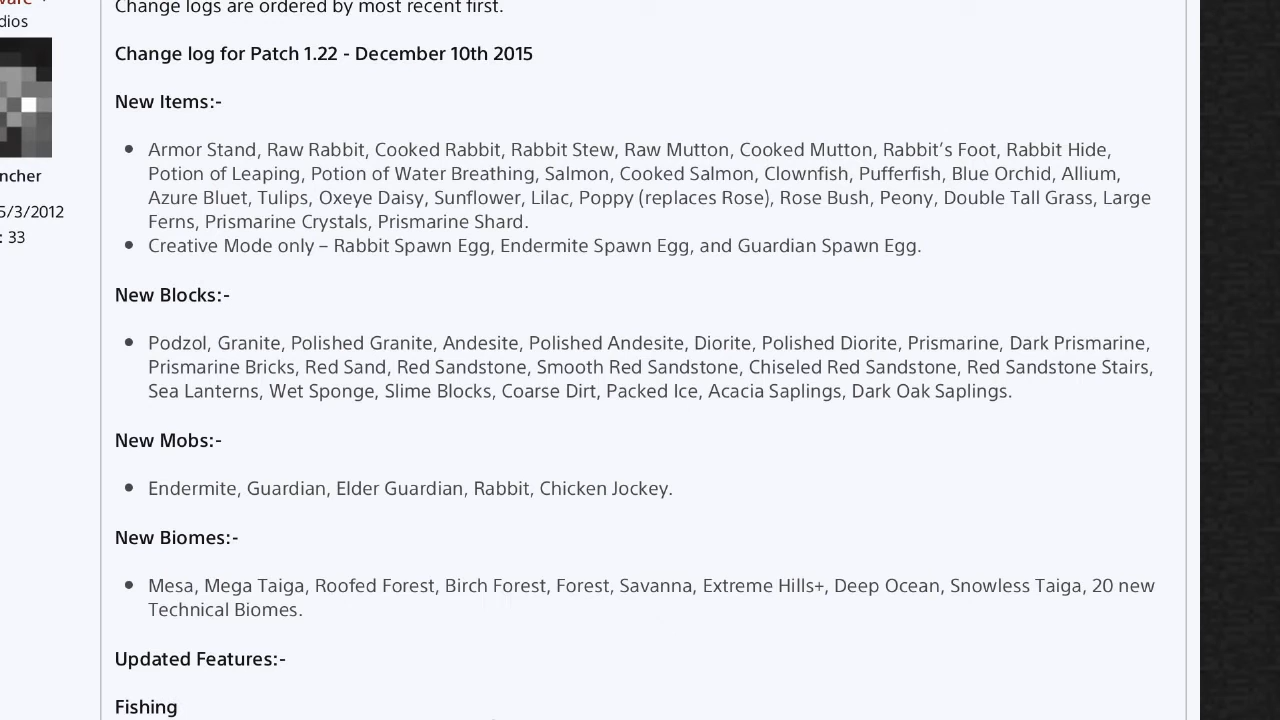 Change logs are ordered by most recent first.
dios
Change log for Patch 1.22 - December 10th 2015
New Items:-
Armor Stand, Raw Rabbit, Cooked Rabbit, Rabbit Stew, Raw Mutton, Cooked Mutton, Rabbit’s Foot, Rabbit Hide,
Potion of Leaping, Potion of Water Breathing, Salmon, Cooked Salmon, Clownfish, Pufferfish, Blue Orchid, Allium,
Azure Bluet, Tulips, Oxeye Daisy, Sunflower, Lilac, Poppy (replaces Rose), Rose Bush, Peony, Double Tall Grass, Large
Ferns, Prismarine Crystals, Prismarine Shard.
Creative Mode only – Rabbit Spawn Egg, Endermite Spawn Egg, and Guardian Spawn Egg.
ncher
5/3/2012
: 33
New Blocks:-
Podzol, Granite, Polished Granite, Andesite, Polished Andesite, Diorite, Polished Diorite, Prismarine, Dark Prismarine,
Prismarine Bricks, Red Sand, Red Sandstone, Smooth Red Sandstone, Chiseled Red Sandstone, Red Sandstone Stairs,
Sea Lanterns, Wet Sponge, Slime Blocks, Coarse Dirt, Packed Ice, Acacia Saplings, Dark Oak Saplings.
New Mobs:-
Endermite, Guardian, Elder Guardian, Rabbit, Chicken Jockey.
New Biomes:-
Mesa, Mega Taiga, Roofed Forest, Birch Forest, Forest, Savanna, Extreme Hills+, Deep Ocean, Snowless Taiga, 20 new
Technical Biomes.
Updated Features:-
Fishing